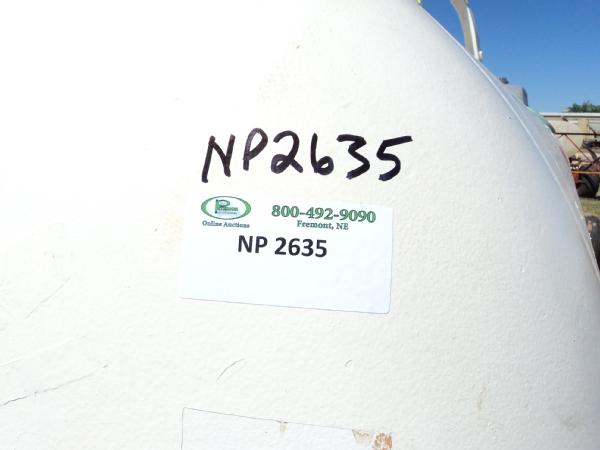 NP2635
800-492-9090
Online Auctions
Fremont, NE
NP 2635